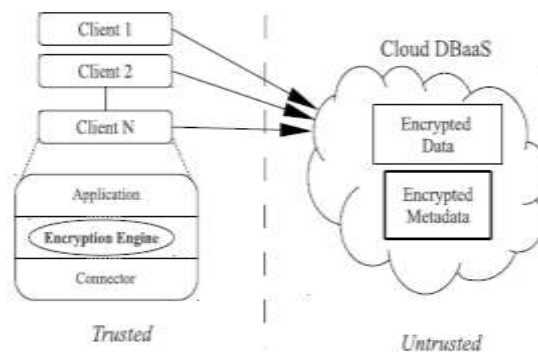 Client 1
Client 2
Client N
Application
Encryption Engine
Connector
Trusted
Cloud DBaaS
Encrypted
Data
Encrypted
Metadata
Untrusted